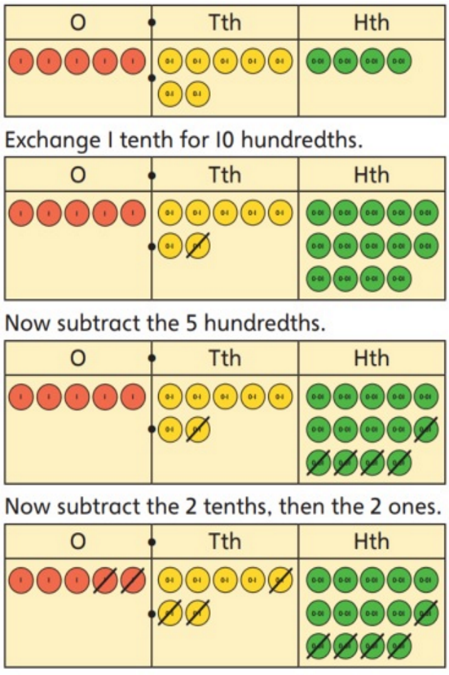 O Tth Hth
Exchange 1 tenth for 10 hundredths.
O Tth Hth
Now subtract the 5 hundredths.
O Tth Hth
Now subtract the 2 tenths, then the 2 ones.
O Tth Hth